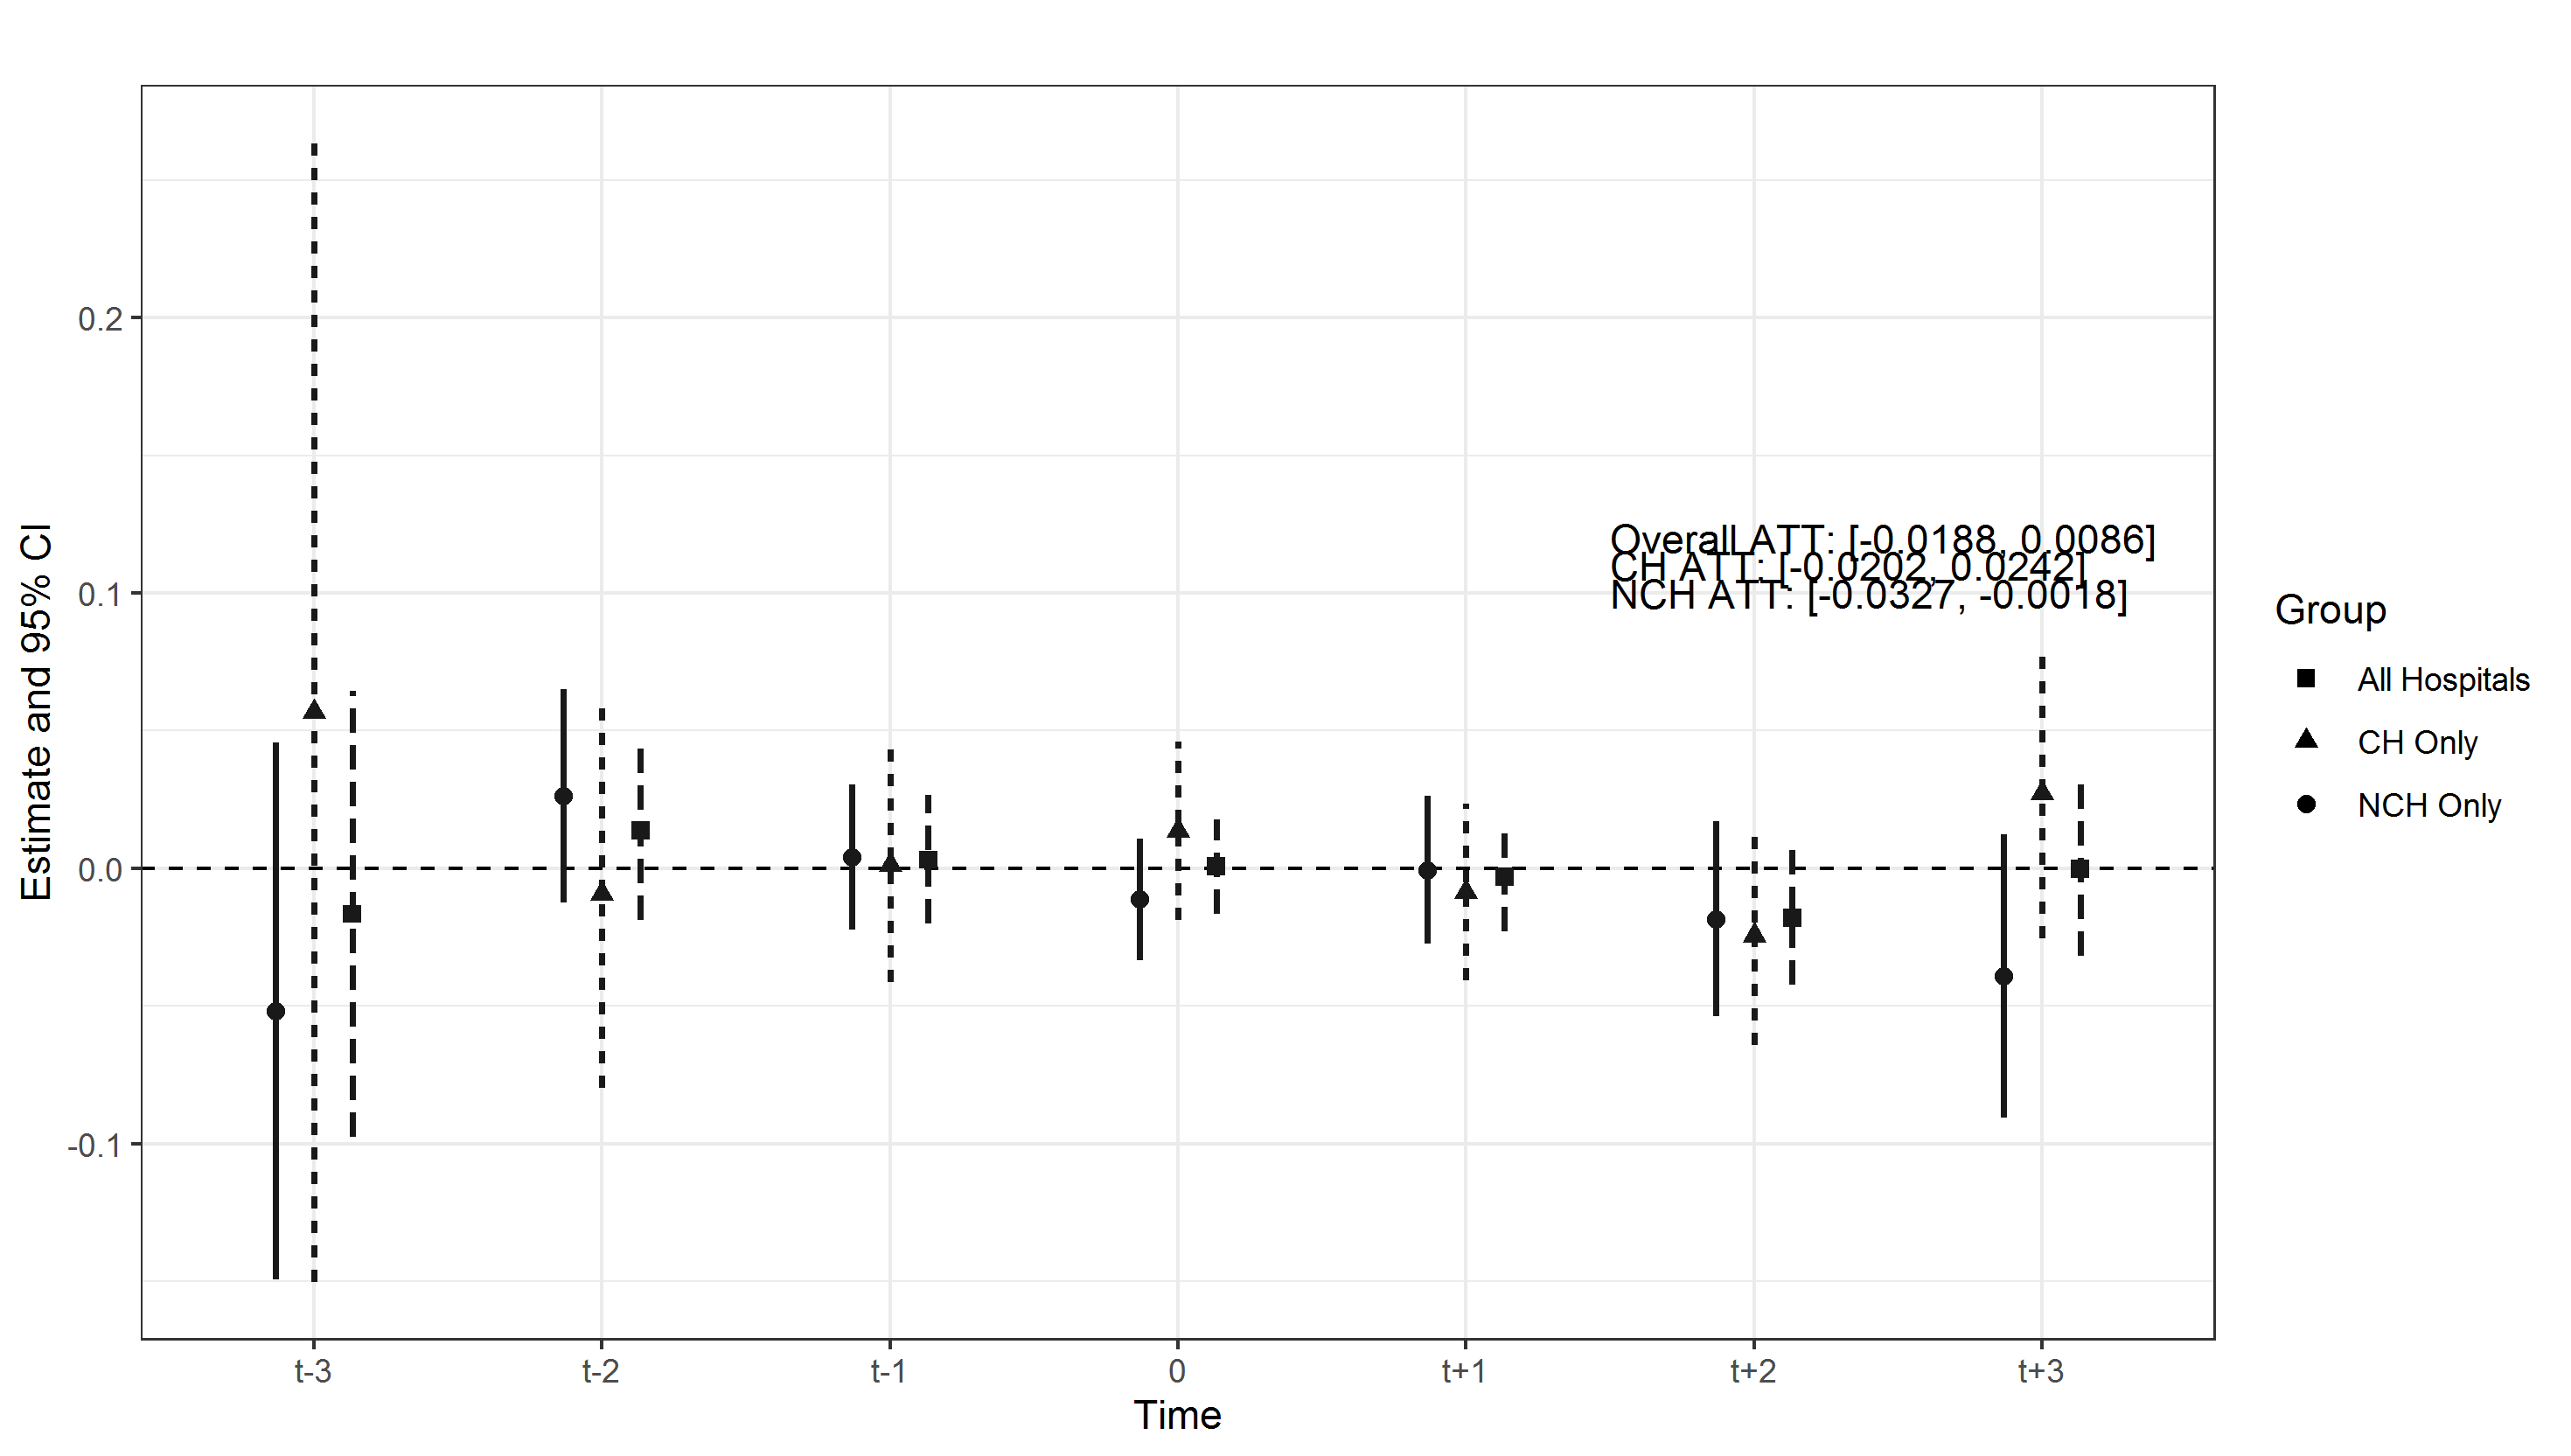 Estimate and 95% CI
0.2
0.1
0.0
-0.1
Overall ATT: [-0.0188, 0.0086]
CH ATT: [-0.0202, 0.0242]
NCH ATT: [-0.0327, -0.0018]
Group
All Hospitals
CH Only
NCH Only
t-3
t-2
t-1
0
t+1
t+2
t+3
Time